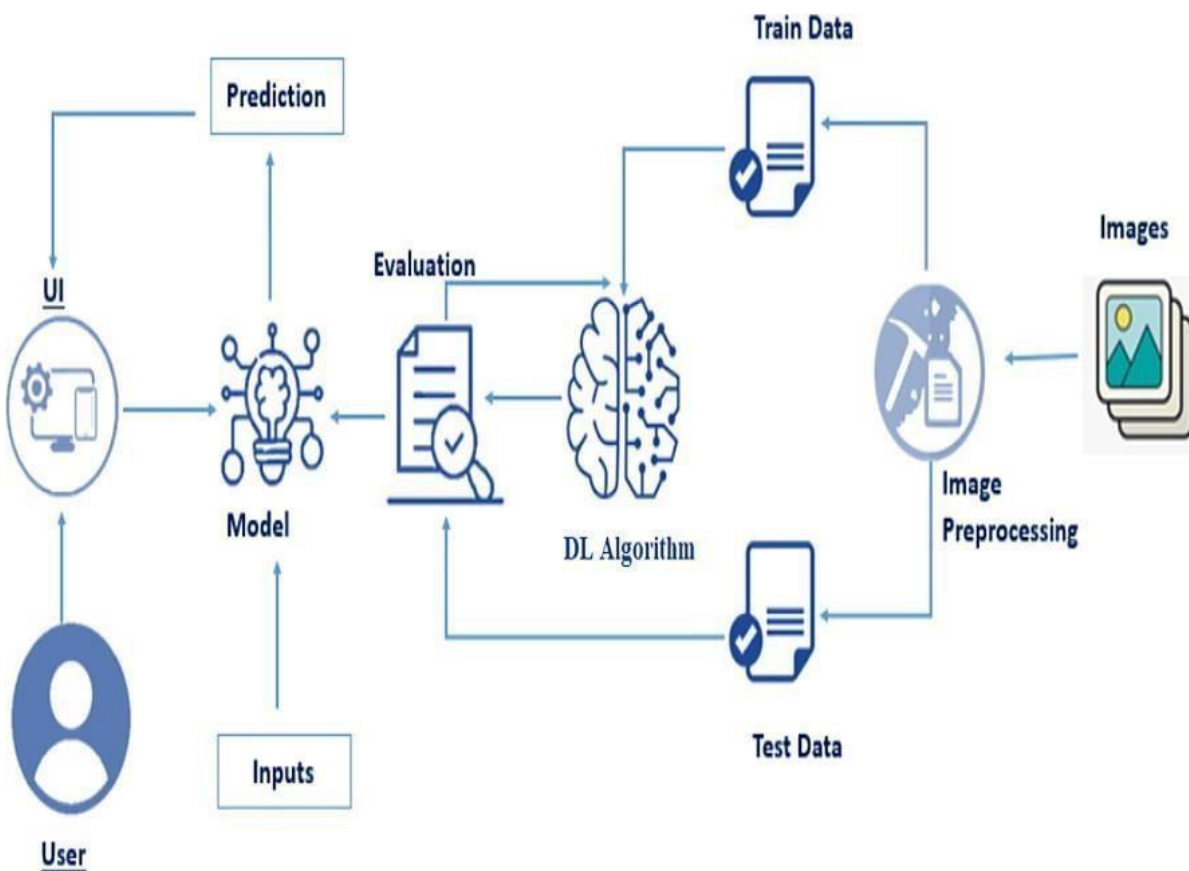 Train Data
Prediction
Images
Evaluation
UI
Image
Preprocessing
Model
DL Algorithm
Test Data
Inputs
User